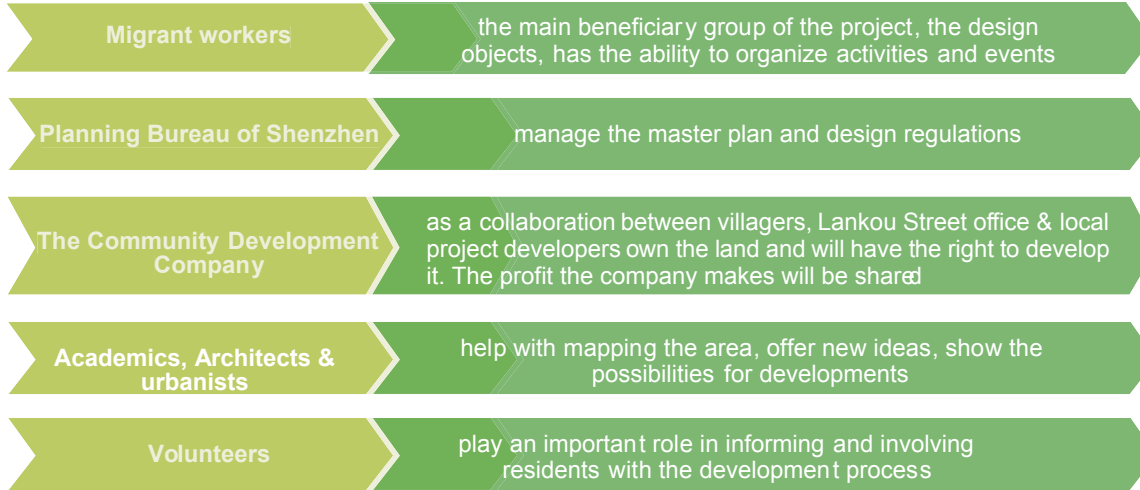 Migrant workers
the main beneficiary group of the project, the design
objects, has the ability to organize activities and events
Planning Bureau of Shenzhen
manage the master plan and design regulations
The Community Development
Company
as a collaboration between villagers, Lankou Street office & local
project developers own the land and will have the right to develop
it. The profit the company makes will be shared
Academics, Architects &
urbanists
help with mapping the area, offer new ideas, show the
possibilities for developments
Volunteers
play an important role in informing and involving
residents with the development process